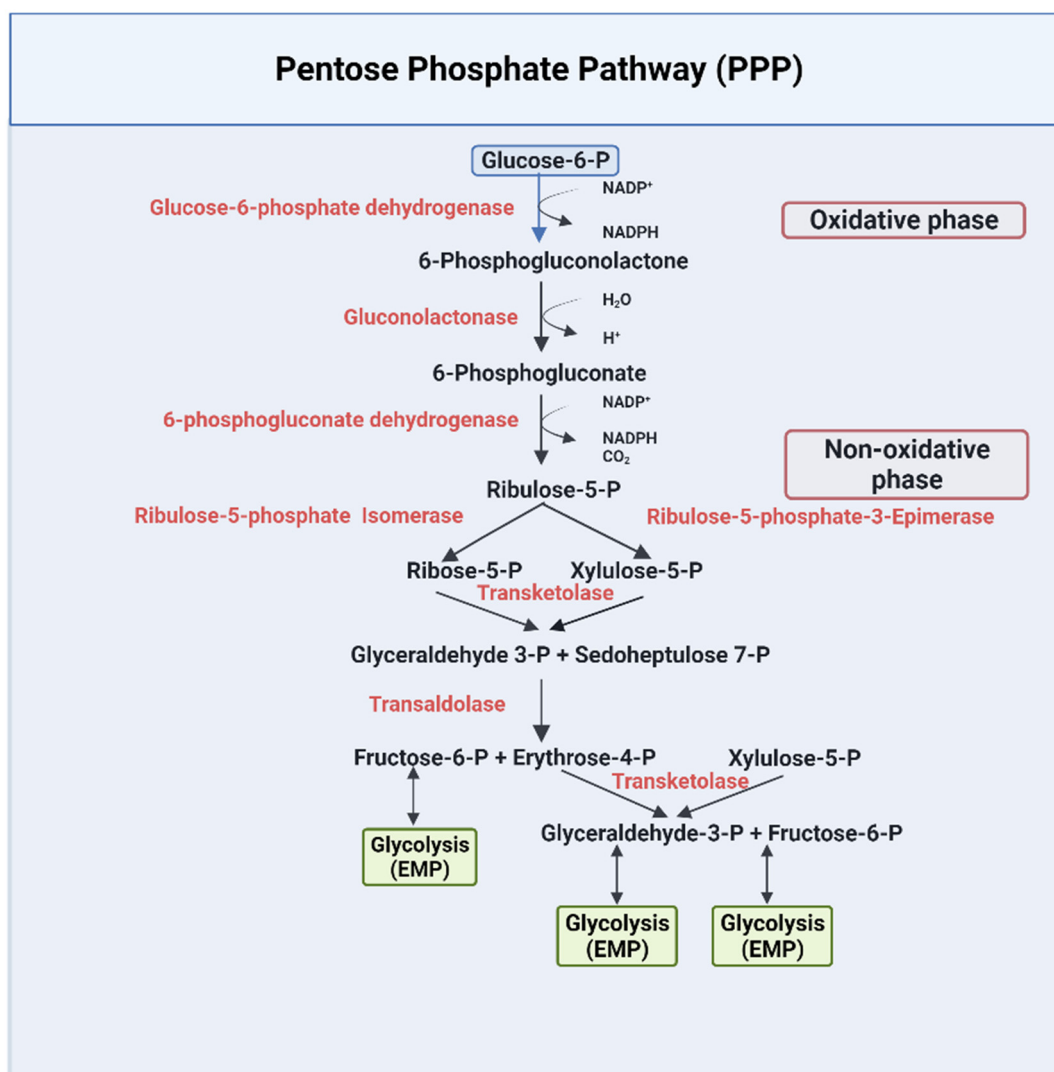 Pentose Phosphate Pathway (PPP)
Glucose-6-P
NADP⁺
Glucose-6-phosphate dehydrogenase
Oxidative phase
NADPH
6-Phosphogluconolactone
H₂O
Gluconolactonase
H⁺
6-Phosphogluconate
NADP⁺
6-phosphogluconate dehydrogenase
NADPH
CO₂
Non-oxidative
phase
Ribulose-5-P
Ribulose-5-phosphate Isomerase
Ribulose-5-phosphate-3-Epimerase
Ribose-5-P
Xylulose-5-P
Transketolase
Glyceraldehyde 3-P + Sedoheptulose 7-P
Transaldolase
Fructose-6-P + Erythrose-4-P
Xylulose-5-P
Transketolase
Glyceraldehyde-3-P + Fructose-6-P
Glycolysis
(EMP)
Glycolysis
(EMP)
Glycolysis
(EMP)